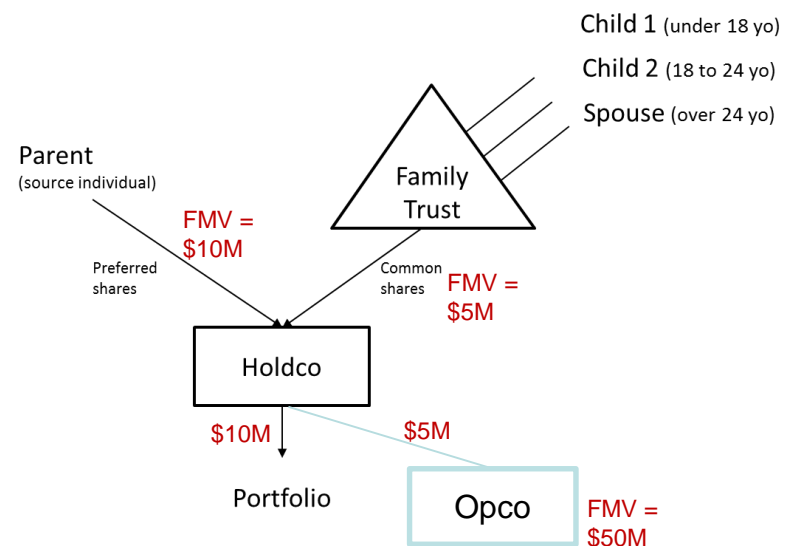 Child 1 (under 18 yo)
Child 2 (18 to 24 yo)
Spouse (over 24 yo)
Parent
(source individual)
Family
Trust
FMV =
$10M
Preferred
shares
Common
shares
FMV =
$5M
Holdco
$10M
$5M
Portfolio
Opco
FMV =
$50M